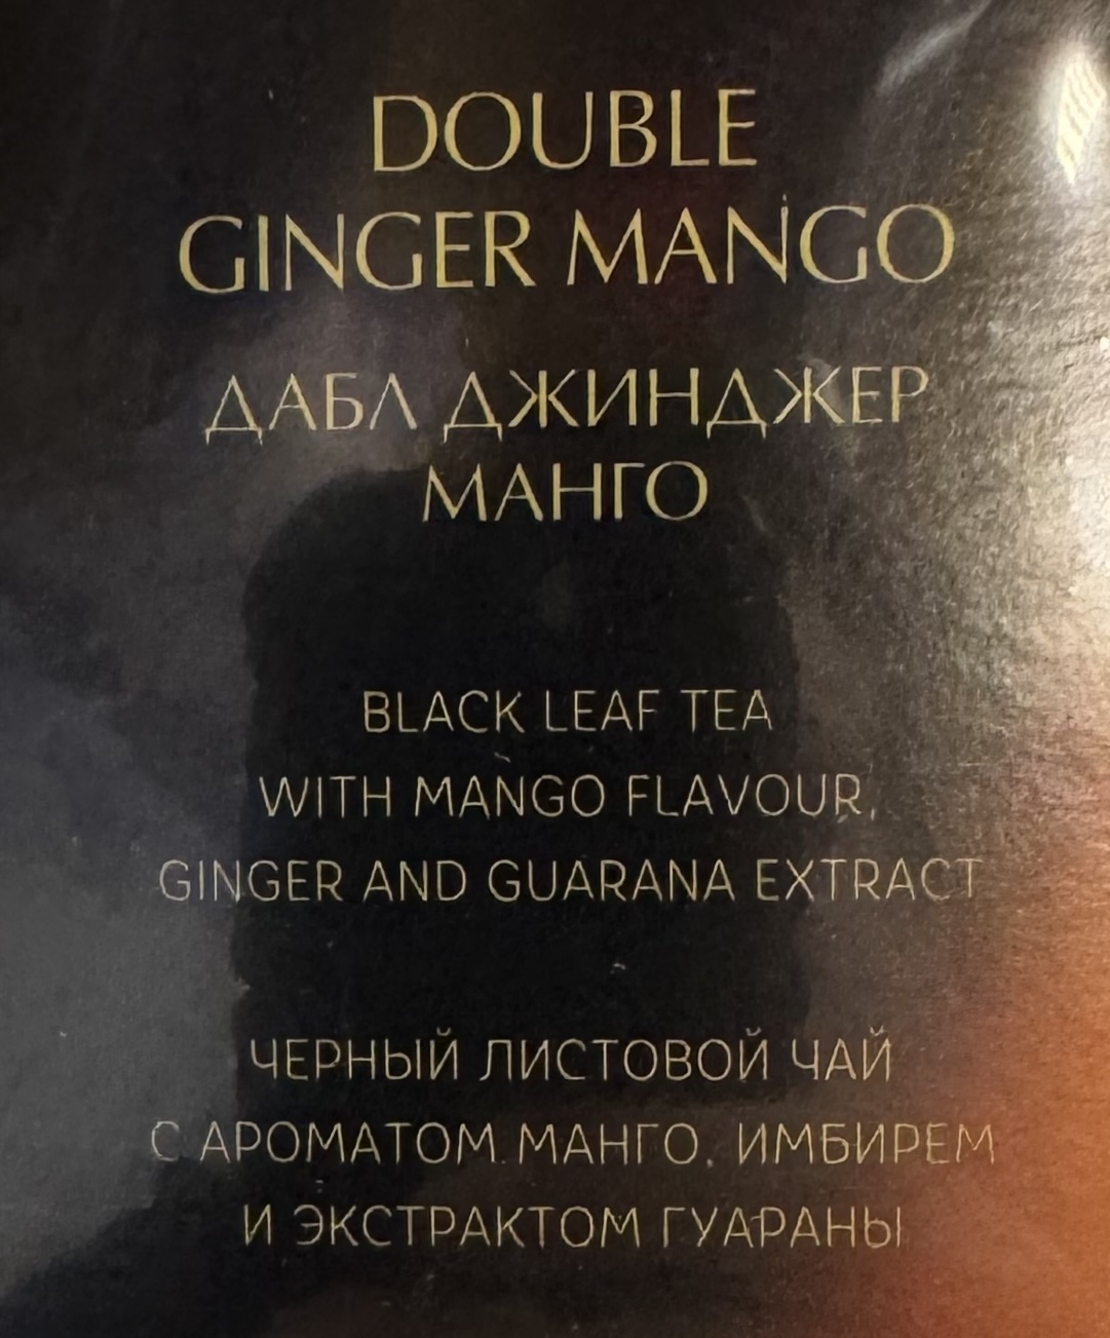 DOUBLE
GINGER MANGO
ДАБЛ ДЖИНДЖЕР
МАНГО
BLACK LEAF TEA
WITH MANGO FLAVOUR,
GINGER AND GUARANA EXTRACT
ЧЕРНЫЙ ЛИСТОВОЙ ЧАЙ
С АРОМАТОМ МАНГО, ИМБИРЕМ
И ЭКСТРАКТОМ ГУАРАНЫ